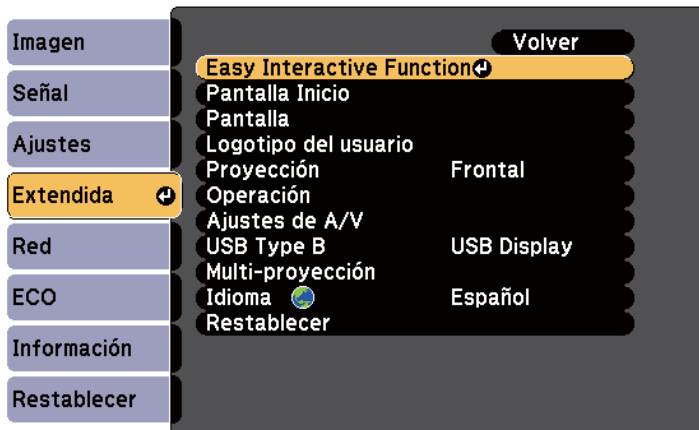 Imagen
Señal
Ajustes
Extendida
Red
ECO
Información
Restablecer
Volver
Easy Interactive Function
Pantalla Inicio
Pantalla
Logotipo del usuario
Proyección Frontal
Operación
Ajustes de A/V
USB Type B USB Display
Multi-proyección
Idioma Español
Restablecer